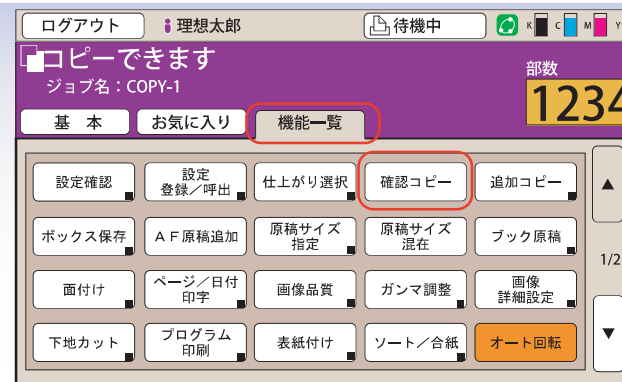 ログアウト
理想太郎
待機中
K C M Y
コピーできます
ジョブ名：COPY-1
部数
1234
基 本
お気に入り
機能一覧
設定確認
設定
登録／呼出
仕上がり選択
確認コピー
追加コピー
ボックス保存
ＡＦ原稿追加
原稿サイズ
指定
原稿サイズ
混在
ブック原稿
1/2
面付け
ページ／日付
印字
画像品質
ガンマ調整
画像
詳細設定
下地カット
プログラム
印刷
表紙付け
ソート／合紙
オート回転